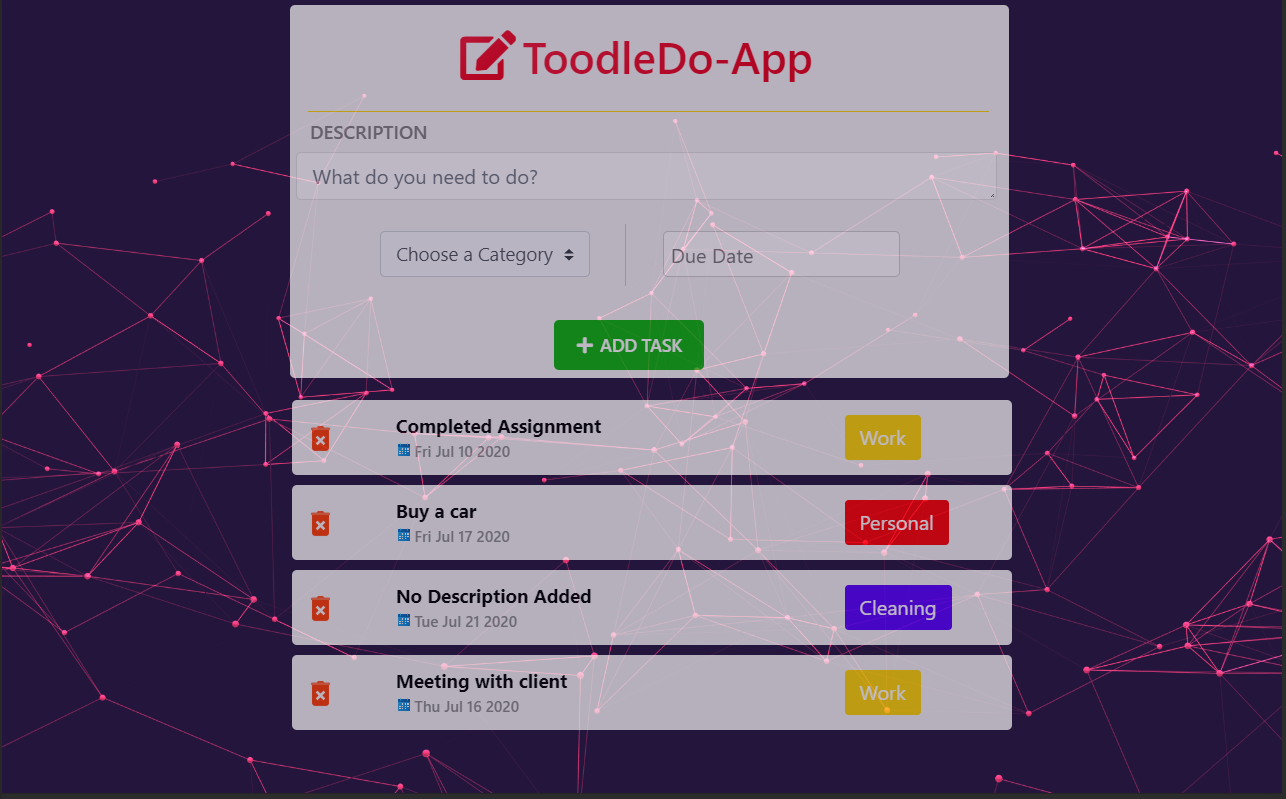 ToodleDo-App
DESCRIPTION
What do you need to do?
Choose a Category
Due Date
ADD TASK
Completed Assignment
Fri Jul 10 2020
Work
Buy a car
Fri Jul 17 2020
Personal
No Description Added
Tue Jul 21 2020
Cleaning
Meeting with client
Thu Jul 16 2020
Work